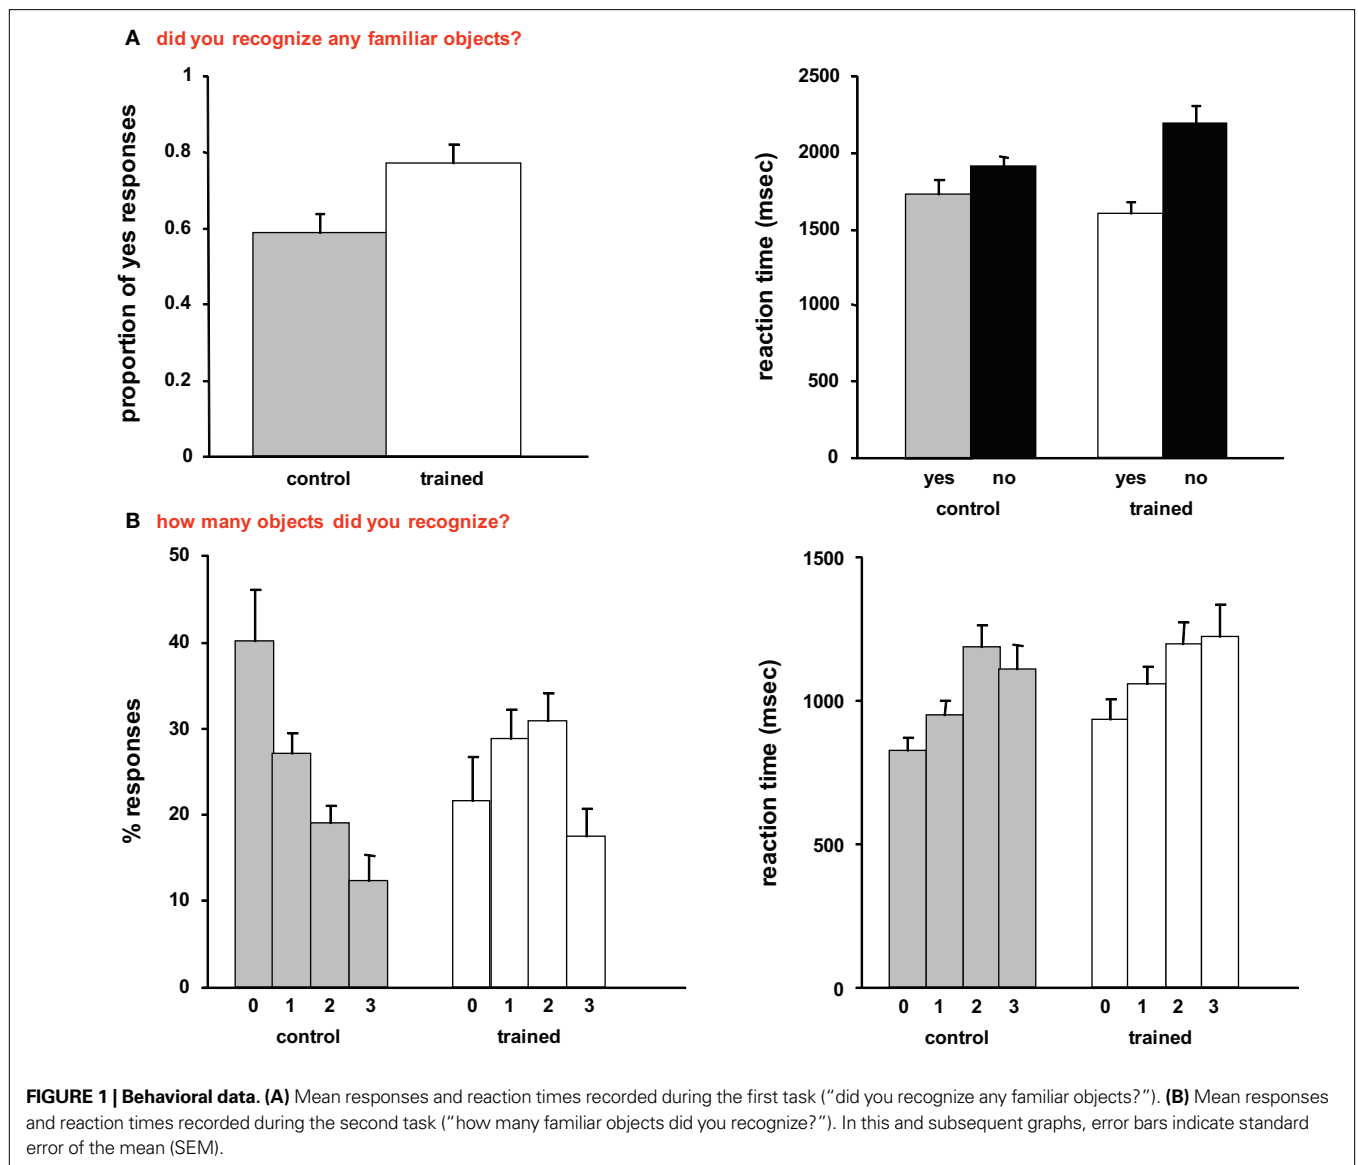 A did you recognize any familiar objects?
1
0.8
0.6
0.4
0.2
0
proportion of yes responses
control trained
2500
2000
1500
1000
500
0
reaction time (msec)
yes no yes no
control trained
B how many objects did you recognize?
50
40
30
20
10
0
% responses
0 1 2 3 0 1 2 3
control trained
1500
1000
500
0
reaction time (msec)
0 1 2 3 0 1 2 3
control trained
FIGURE 1 | Behavioral data. (A) Mean responses and reaction times recorded during the first task (“did you recognize any familiar objects?”). (B) Mean responses
and reaction times recorded during the second task (“how many familiar objects did you recognize?”). In this and subsequent graphs, error bars indicate standard
error of the mean (SEM).